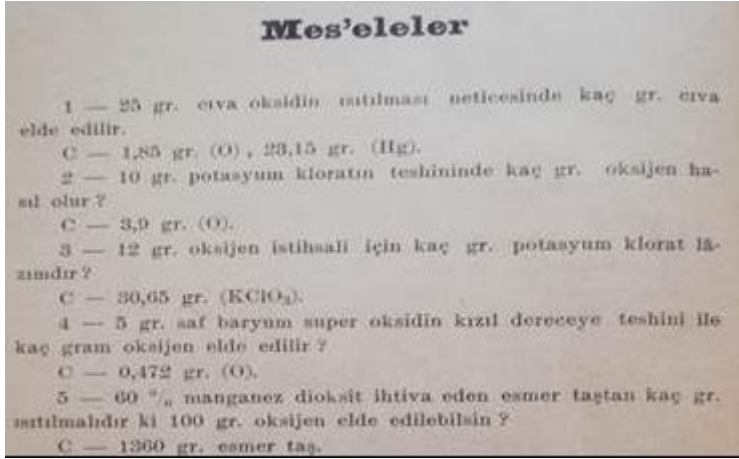 Mes'eleler
1 — 25 gr. cıva oksidin ısıtılması neticesinde kaç gr. cıva
elde edilir.
C — 1,85 gr. (O), 23,15 gr. (Hg).
2 — 10 gr. potasyum kloratın teshininde kaç gr. oksijen ha-
sıl olur ?
C — 3,9 gr. (O).
3 — 12 gr. oksijen istihsali için kaç gr. potasyum klorat lâ-
zımdır ?
C — 30,65 gr. (KClO₃).
4 — 5 gr. saf baryum super oksidin kızıl dereceye teshini ile
kaç gram oksijen elde edilir ?
C — 0,472 gr. (O).
5 — 60 % manganez dioksit ihtiva eden esmer taştan kaç gr.
ısıtılmalıdır ki 100 gr. oksijen elde edilebilsin ?
C — 1360 gr. esmer taş.